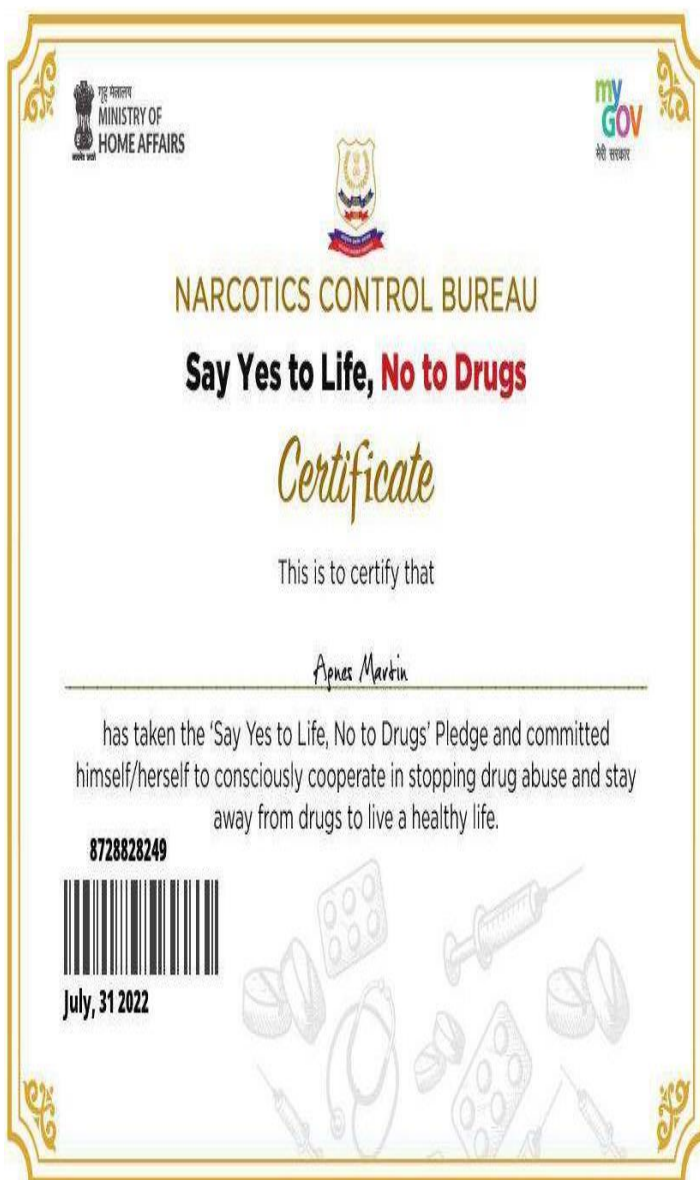 गृह मंत्रालय
MINISTRY OF
HOME AFFAIRS
my
GOV
मेरी सरकार
NARCOTICS CONTROL BUREAU
Say Yes to Life, No to Drugs
Certificate
This is to certify that
Agnes Martin
has taken the 'Say Yes to Life, No to Drugs' Pledge and committed
himself/herself to consciously cooperate in stopping drug abuse and stay
away from drugs to live a healthy life.
8728828249
July, 31 2022